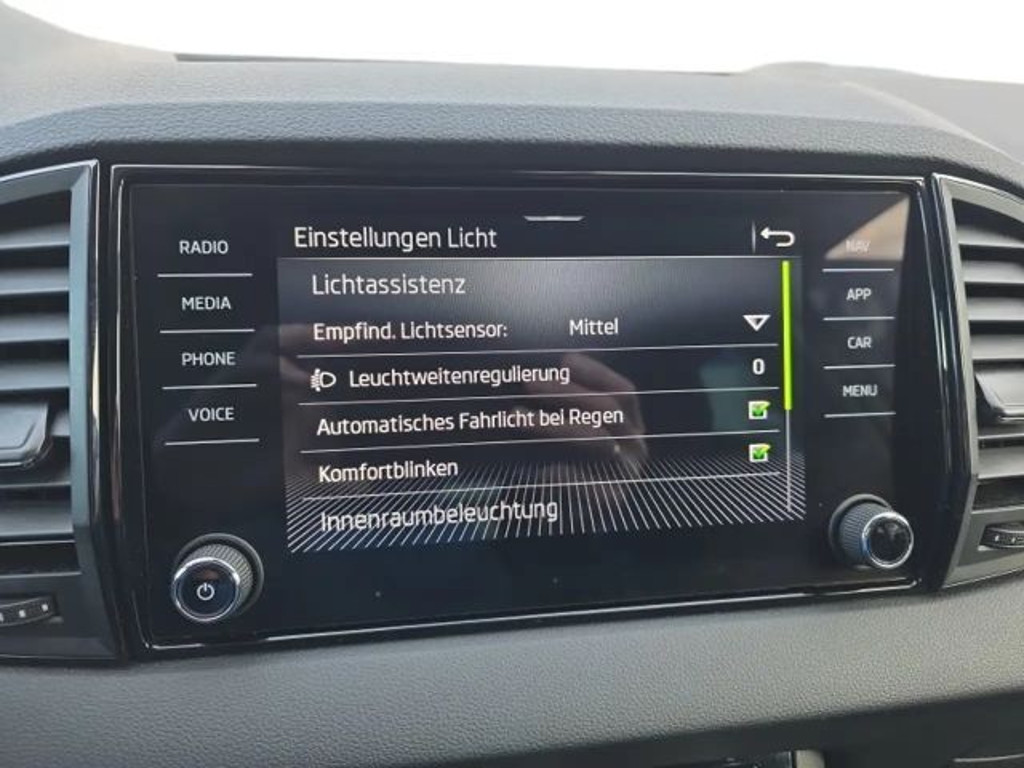 RADIO
MEDIA
PHONE
VOICE
Einstellungen Licht
Lichtassistenz
Empfind. Lichtsensor: Mittel
Leuchtweitenregulierung 0
Automatisches Fahrlicht bei Regen
Komfortblinken
Innenraumbeleuchtung
NAV
APP
CAR
MENU